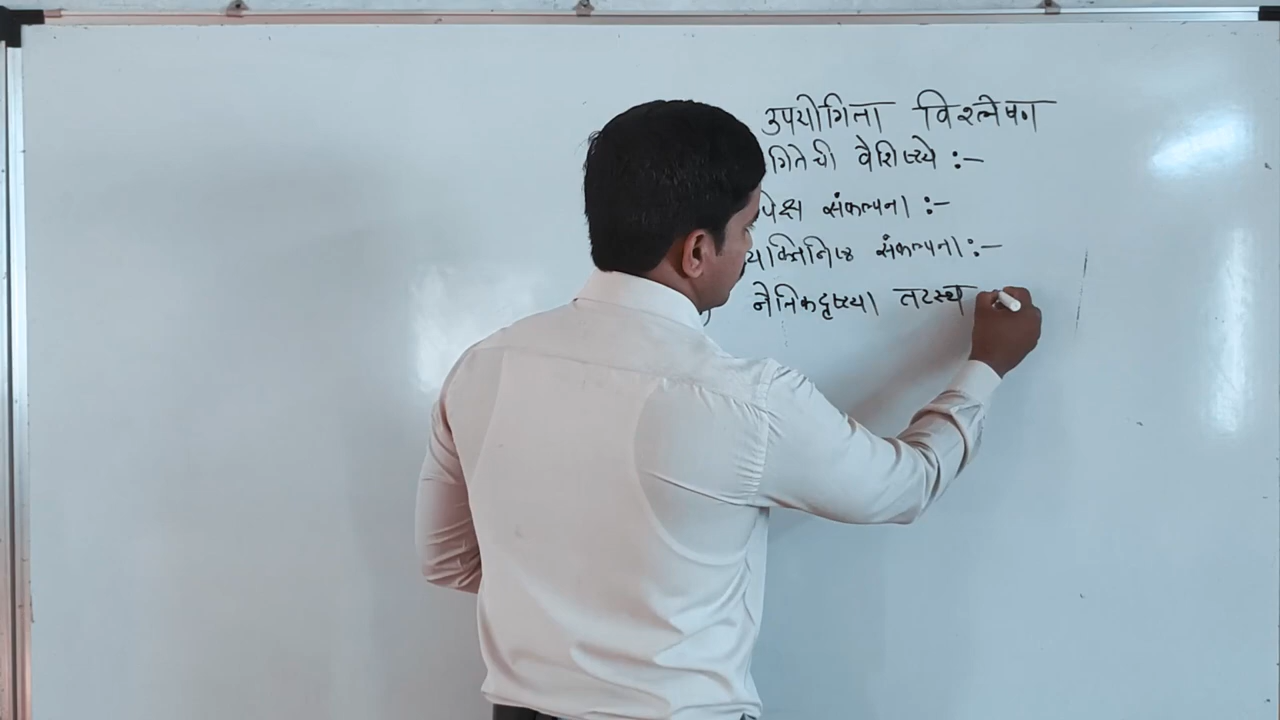 उपयोगिता विश्लेषण
गितेची वैशिष्ट्ये :-
पेक्ष संकल्पना :-
व्यक्तिनिष्ठ संकल्पना:-
नैतिकदृष्ट्या तटस्थ